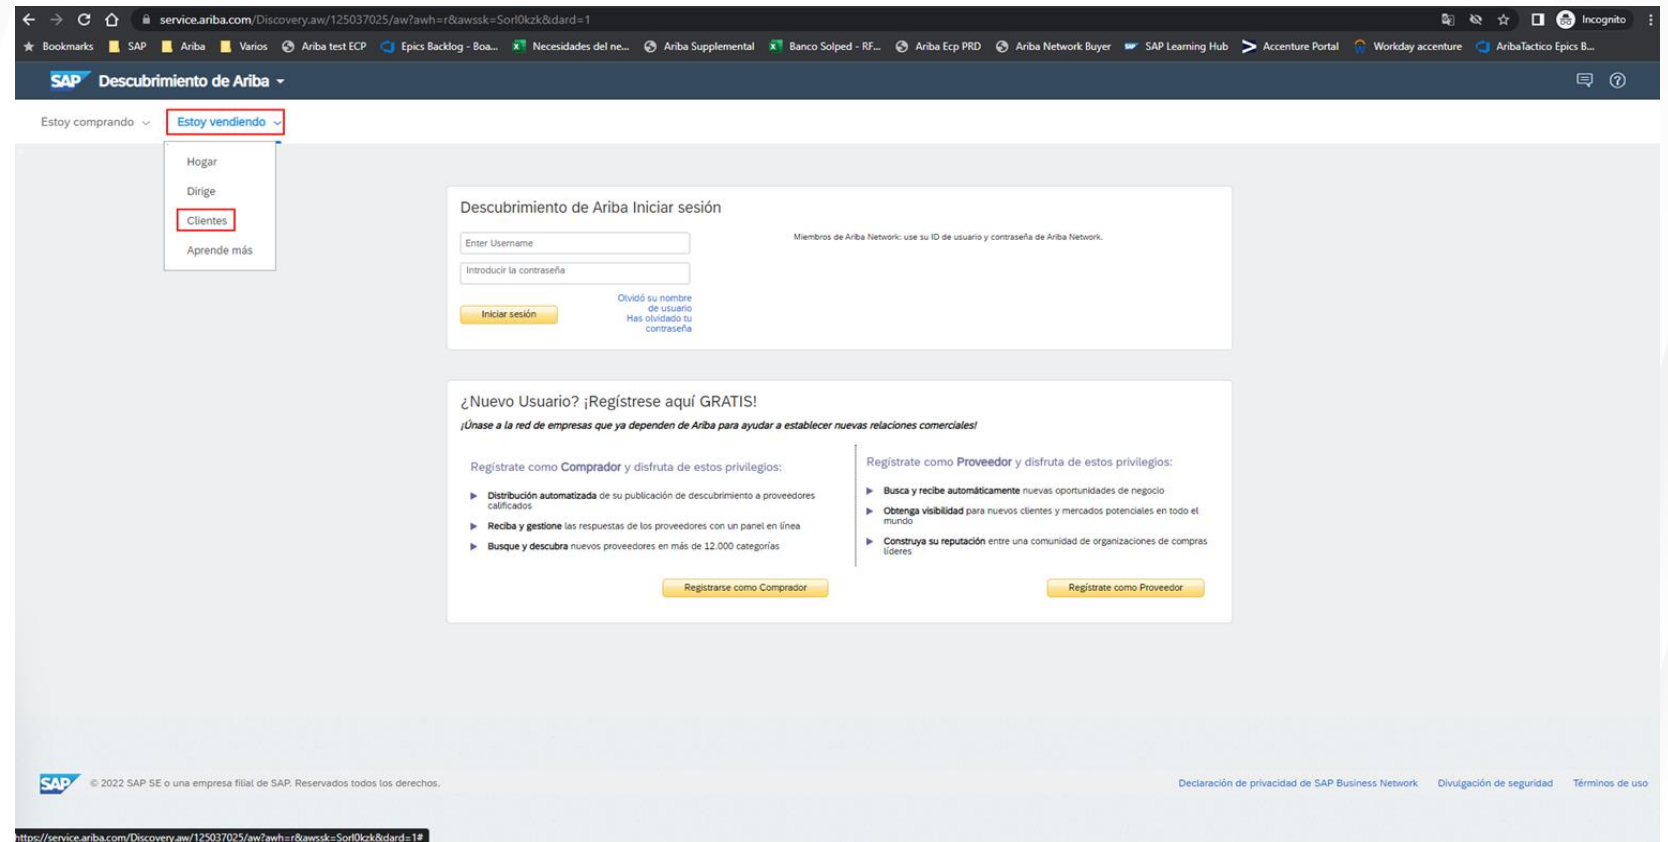 service.ariba.com/Discovery.aw/125037025/aw?awh=r&awssk=Sorl0kzk&dard=1
Incognito
Bookmarks SAP Ariba Varios Ariba test ECP Epics Backlog - Boa... Necesidades del ne... Ariba Supplemental Banco Solped - RF... Ariba Ecp PRD Ariba Network Buyer SAP Learning Hub Accenture Portal Workday accenture AribaTactico Epics B...
SAP Descubrimiento de Ariba
Estoy comprando Estoy vendiendo
Hogar
Dirige
Clientes
Aprende más
Descubrimiento de Ariba Iniciar sesión
Enter Username
Introducir la contraseña
Iniciar sesión
Olvidó su nombre
de usuario
Has olvidado tu
contraseña
Miembros de Ariba Network: use su ID de usuario y contraseña de Ariba Network.
¿Nuevo Usuario? ¡Regístrese aquí GRATIS!
¡Únase a la red de empresas que ya dependen de Ariba para ayudar a establecer nuevas relaciones comerciales!
Regístrate como Comprador y disfruta de estos privilegios:
Distribución automatizada de su publicación de descubrimiento a proveedores
calificados
Reciba y gestione las respuestas de los proveedores con un panel en línea
Busque y descubra nuevos proveedores en más de 12.000 categorías
Registrarse como Comprador
Regístrate como Proveedor y disfruta de estos privilegios:
Busca y recibe automáticamente nuevas oportunidades de negocio
Obtenga visibilidad para nuevos clientes y mercados potenciales en todo el
mundo
Construya su reputación entre una comunidad de organizaciones de compras
líderes
Regístrate como Proveedor
SAP © 2022 SAP SE o una empresa filial de SAP. Reservados todos los derechos.
Declaración de privacidad de SAP Business Network Divulgación de seguridad Términos de uso
https://service.ariba.com/Discovery.aw/125037025/aw?awh=r&awssk=Sorl0kzk&dard=1#